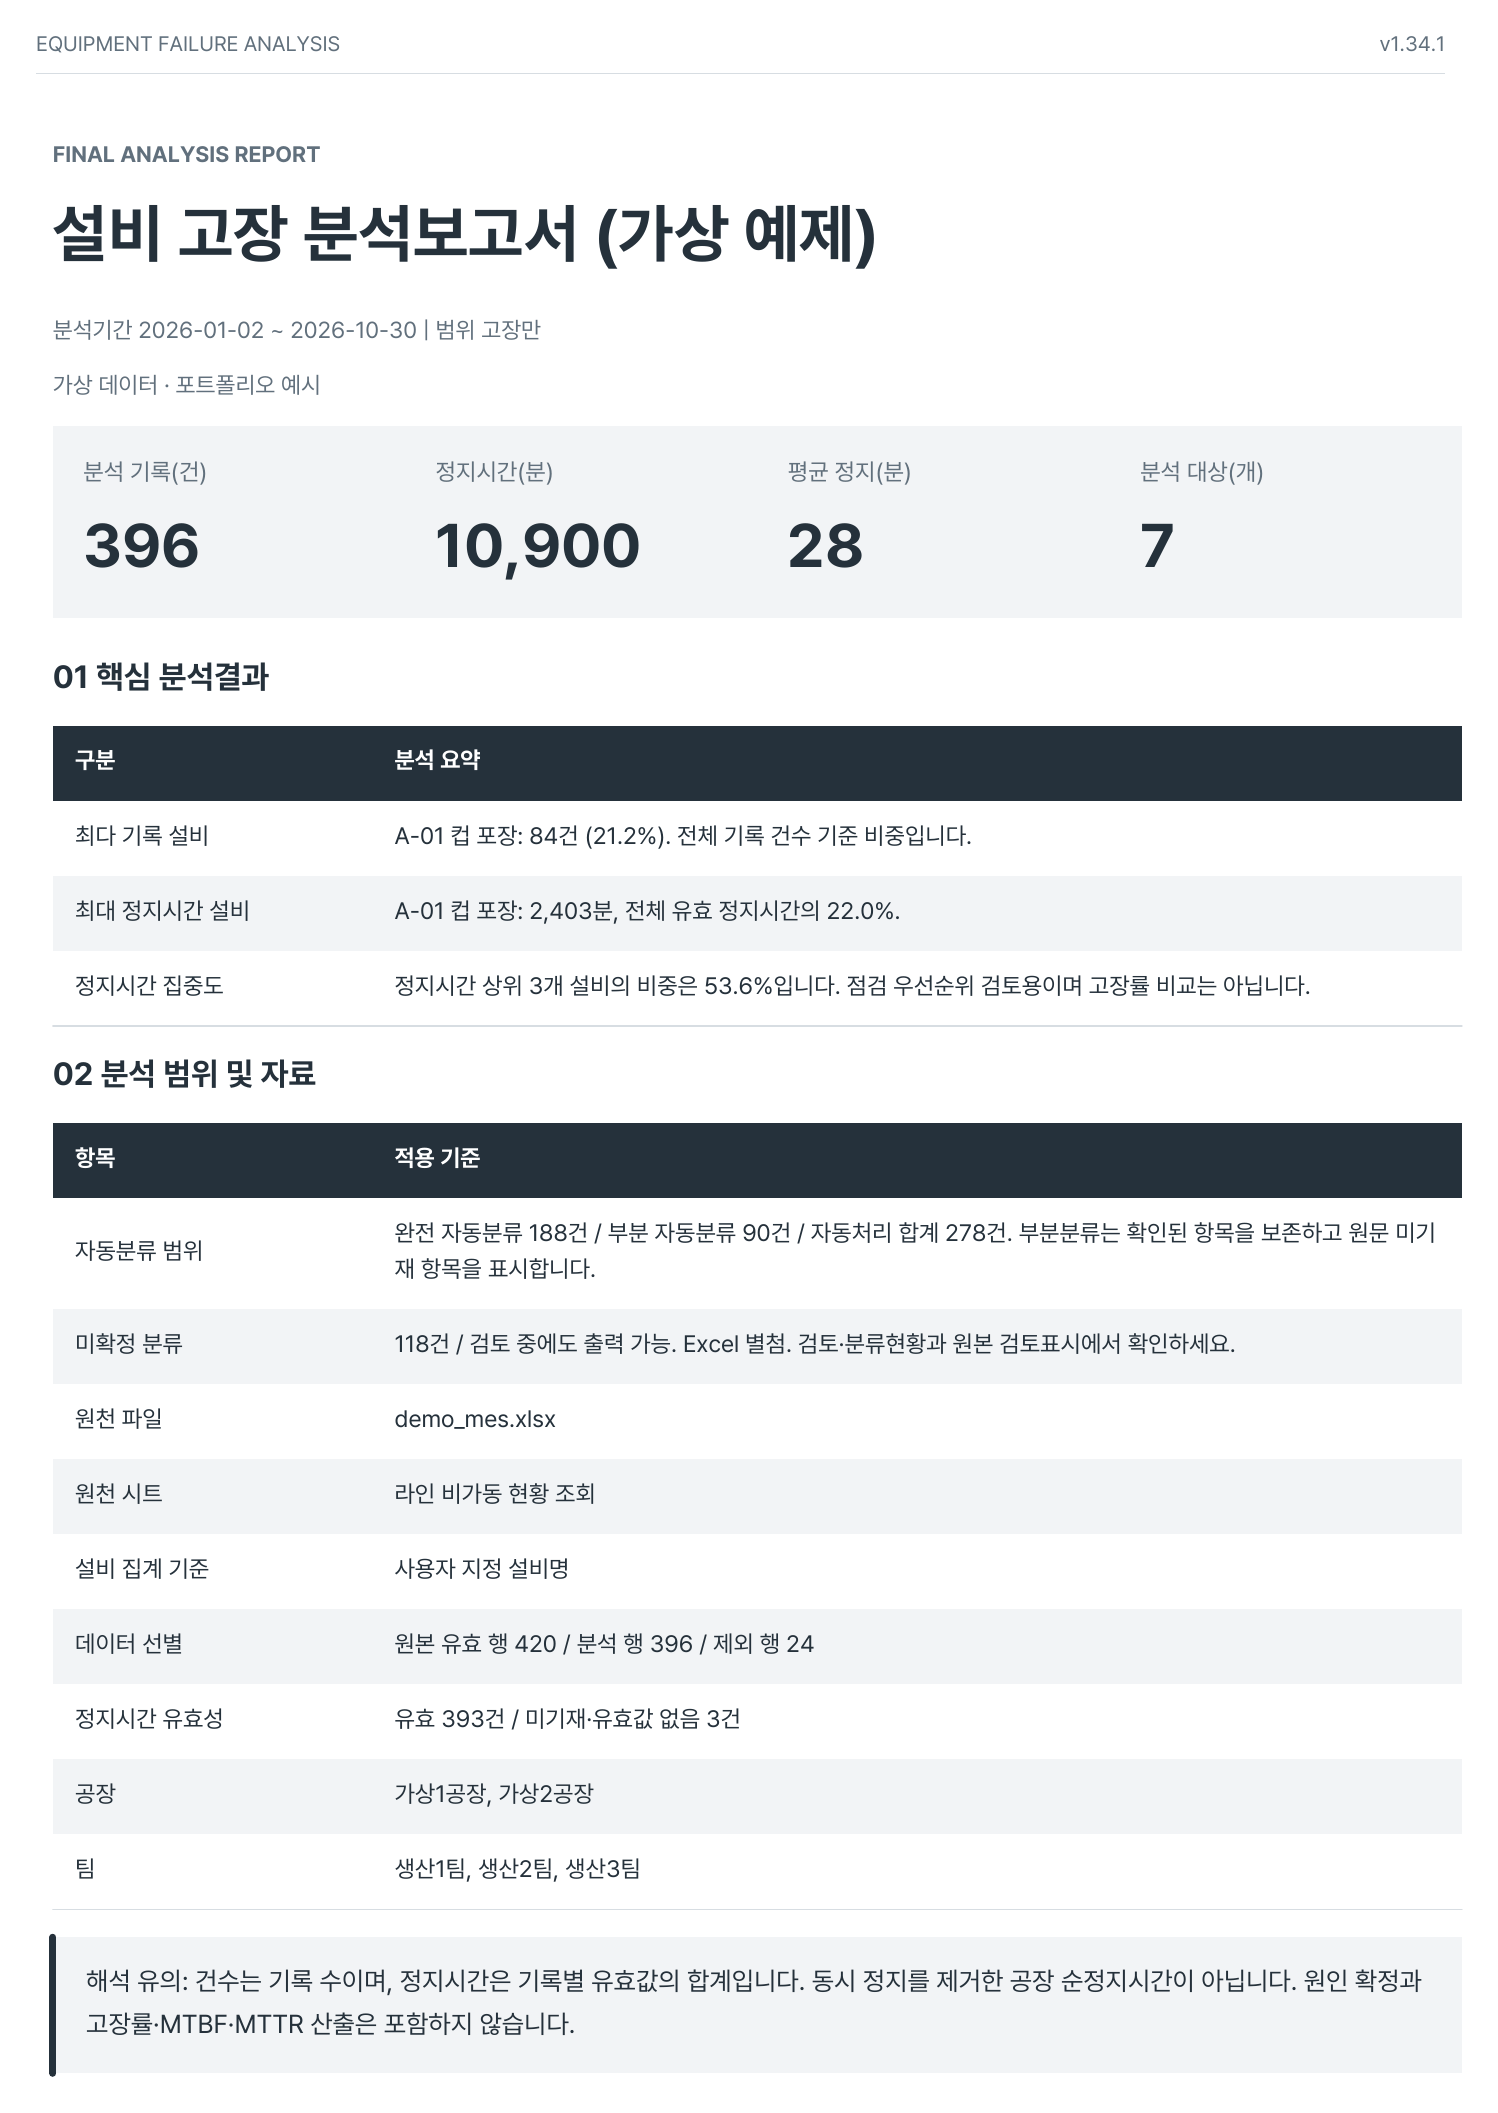 EQUIPMENT FAILURE ANALYSIS
v1.34.1
FINAL ANALYSIS REPORT
설비 고장 분석보고서 (가상 예제)
분석기간 2026-01-02 ~ 2026-10-30 | 범위 고장만
가상 데이터 · 포트폴리오 예시
분석 기록(건) 정지시간(분) 평균 정지(분) 분석 대상(개)
396 10,900 28 7
01 핵심 분석결과
구분 분석 요약
최다 기록 설비 A-01 컵 포장: 84건 (21.2%). 전체 기록 건수 기준 비중입니다.
최대 정지시간 설비 A-01 컵 포장: 2,403분, 전체 유효 정지시간의 22.0%.
정지시간 집중도 정지시간 상위 3개 설비의 비중은 53.6%입니다. 점검 우선순위 검토용이며 고장률 비교는 아닙니다.
02 분석 범위 및 자료
항목 적용 기준
자동분류 범위 완전 자동분류 188건 / 부분 자동분류 90건 / 자동처리 합계 278건. 부분분류는 확인된 항목을 보존하고 원문 미기
재 항목을 표시합니다.
미확정 분류 118건 / 검토 중에도 출력 가능. Excel 별첨. 검토·분류현황과 원본 검토표시에서 확인하세요.
원천 파일 demo_mes.xlsx
원천 시트 라인 비가동 현황 조회
설비 집계 기준 사용자 지정 설비명
데이터 선별 원본 유효 행 420 / 분석 행 396 / 제외 행 24
정지시간 유효성 유효 393건 / 미기재·유효값 없음 3건
공장 가상1공장, 가상2공장
팀 생산1팀, 생산2팀, 생산3팀
해석 유의: 건수는 기록 수이며, 정지시간은 기록별 유효값의 합계입니다. 동시 정지를 제거한 공장 순정지시간이 아닙니다. 원인 확정과
고장률·MTBF·MTTR 산출은 포함하지 않습니다.